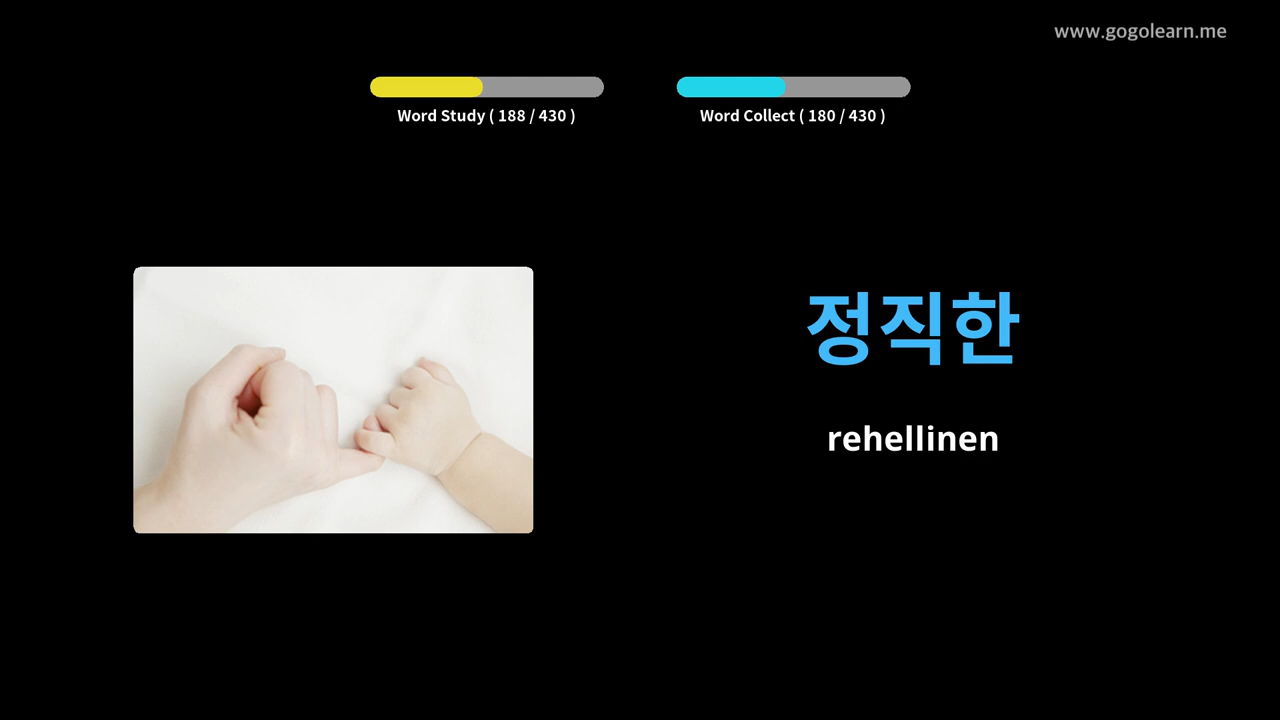 www.gogolearn.me
Word Study ( 188 / 430 )
Word Collect ( 180 / 430 )
정직한
rehellinen